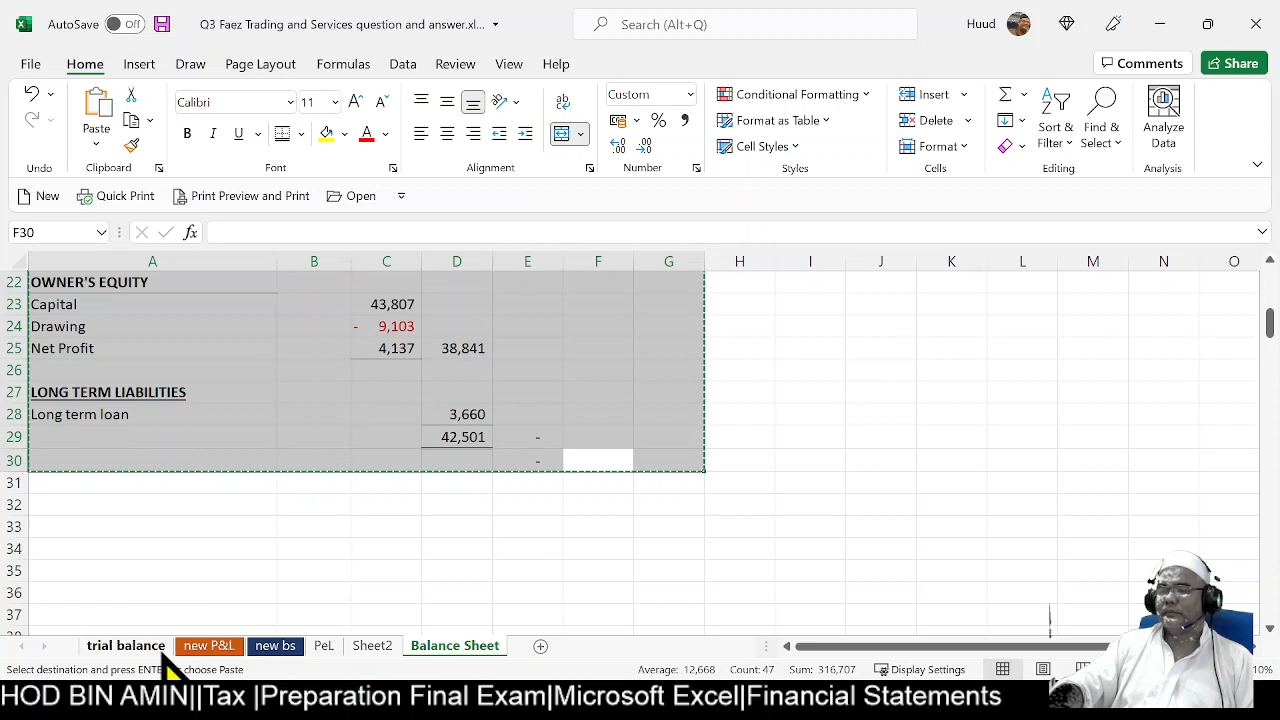 AutoSave Off Q3 Faez Trading and Services question and answer.xl... Search (Alt+Q) Huud
File Home Insert Draw Page Layout Formulas Data Review View Help Comments Share
Paste Calibri 11 Custom Conditional Formatting Insert Sort & Filter Find & Select Analyze Data
B I U A % Format as Table Delete
Cell Styles Format
Undo Clipboard Font Alignment Number Styles Cells Editing Analysis
New Quick Print Print Preview and Print Open
F30 fx
A B C D E F G H I J K L M N O
22 OWNER'S EQUITY
23 Capital 43,807
24 Drawing - 9,103
25 Net Profit 4,137 38,841
26
27 LONG TERM LIABILITIES
28 Long term loan 3,660
29 42,501 -
30 -
31
32
33
34
35
36
37
trial balance new P&L new bs PeL Sheet2 Balance Sheet
Select destination and press ENTE choose Paste Average: 12,668 Count: 47 Sum: 316,707 Display Settings 10%
HOD BIN AMIN||Tax |Preparation Final Exam|Microsoft Excel|Financial Statements